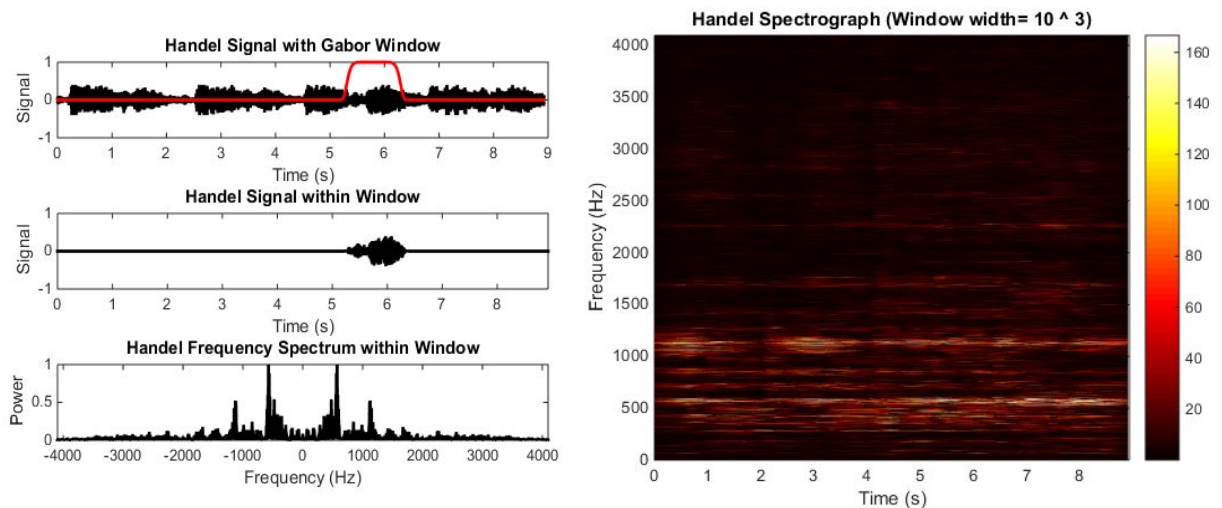 Handel Signal with Gabor Window
Signal
1
0
-1
0 1 2 3 4 5 6 7 8 9
Time (s)
Handel Signal within Window
Signal
1
0
-1
0 1 2 3 4 5 6 7 8
Time (s)
Handel Frequency Spectrum within Window
Power
1
0.5
0
-4000 -3000 -2000 -1000 0 1000 2000 3000 4000
Frequency (Hz)
Handel Spectrograph (Window width= 10 ^ 3)
Frequency (Hz)
4000
3500
3000
2500
2000
1500
1000
500
0
0 1 2 3 4 5 6 7 8
Time (s)
160
140
120
100
80
60
40
20